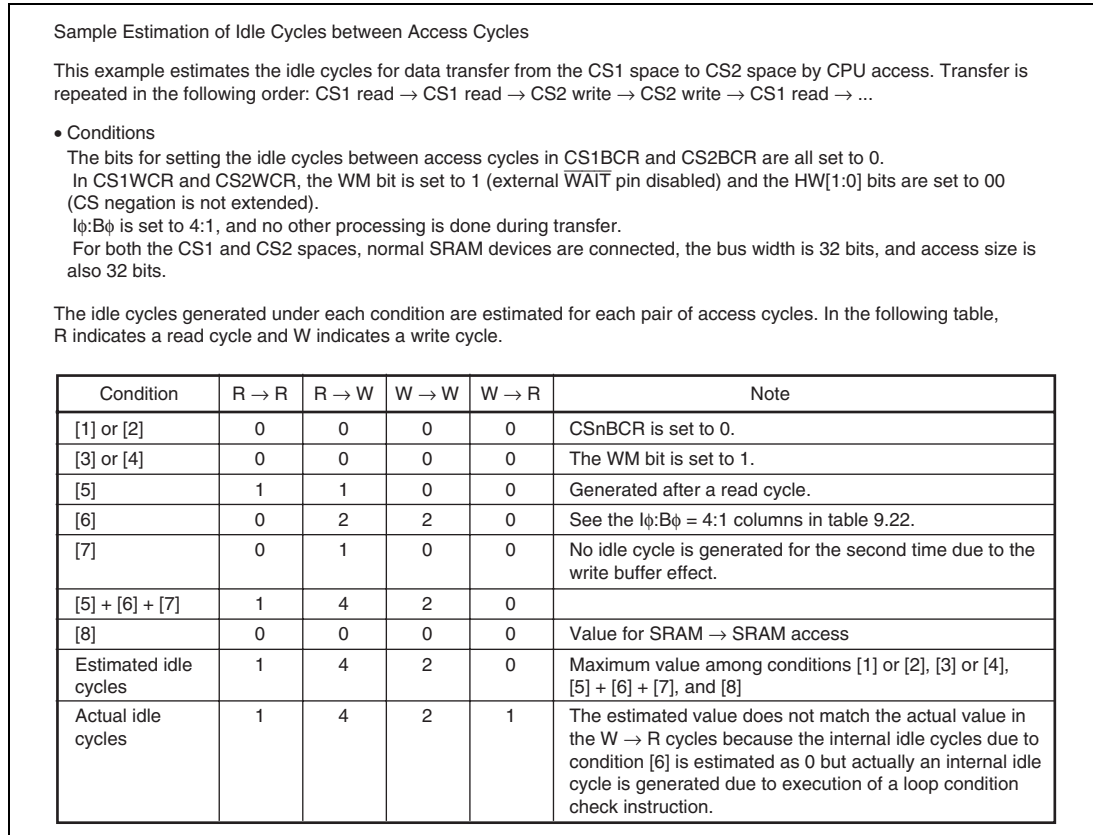 Sample Estimation of Idle Cycles between Access Cycles
This example estimates the idle cycles for data transfer from the CS1 space to CS2 space by CPU access. Transfer is
repeated in the following order: CS1 read → CS1 read → CS2 write → CS2 write → CS1 read → ...
• Conditions
The bits for setting the idle cycles between access cycles in CS1BCR and CS2BCR are all set to 0.
In CS1WCR and CS2WCR, the WM bit is set to 1 (external WAIT pin disabled) and the HW[1:0] bits are set to 00
(CS negation is not extended).
Iφ:Bφ is set to 4:1, and no other processing is done during transfer.
For both the CS1 and CS2 spaces, normal SRAM devices are connected, the bus width is 32 bits, and access size is
also 32 bits.
The idle cycles generated under each condition are estimated for each pair of access cycles. In the following table,
R indicates a read cycle and W indicates a write cycle.
Condition R → R R → W W → W W → R Note
[1] or [2] 0 0 0 0 CSnBCR is set to 0.
[3] or [4] 0 0 0 0 The WM bit is set to 1.
[5] 1 1 0 0 Generated after a read cycle.
[6] 0 2 2 0 See the Iφ:Bφ = 4:1 columns in table 9.22.
[7] 0 1 0 0 No idle cycle is generated for the second time due to the
write buffer effect.
[5] + [6] + [7] 1 4 2 0
[8] 0 0 0 0 Value for SRAM → SRAM access
Estimated idle 1 4 2 0 Maximum value among conditions [1] or [2], [3] or [4],
cycles [5] + [6] + [7], and [8]
Actual idle 1 4 2 1 The estimated value does not match the actual value in
cycles the W → R cycles because the internal idle cycles due to
condition [6] is estimated as 0 but actually an internal idle
cycle is generated due to execution of a loop condition
check instruction.